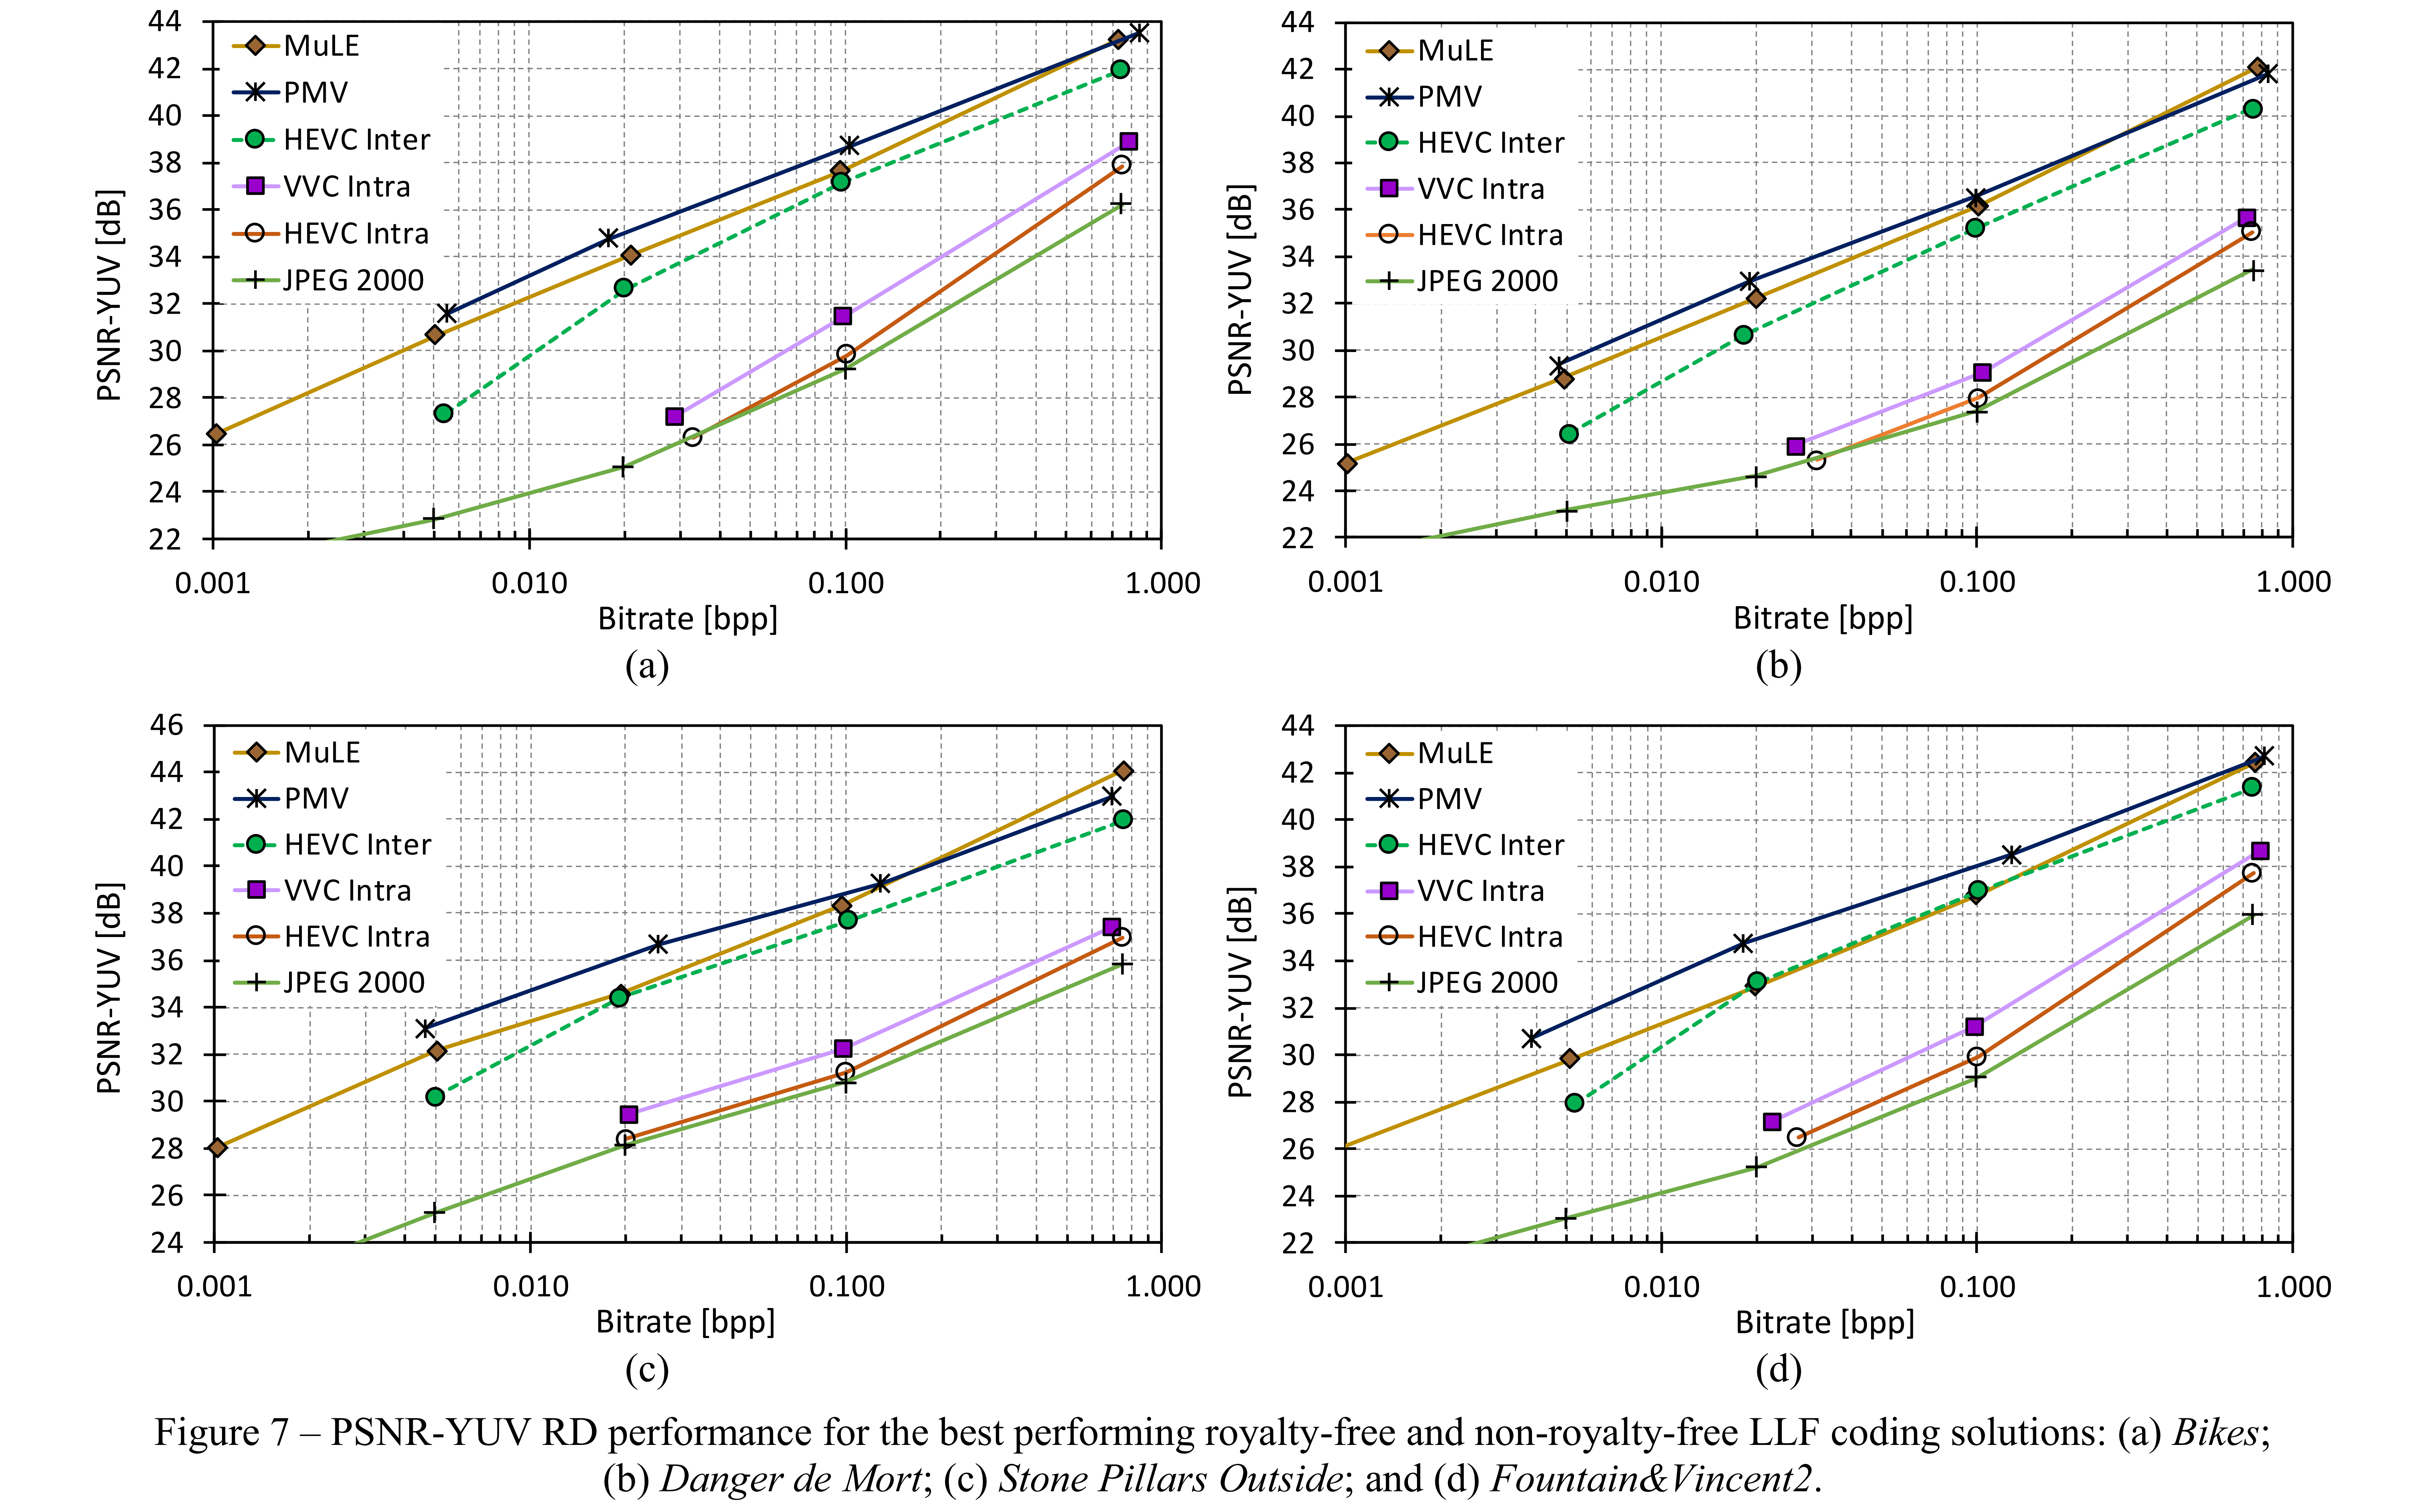 44
42
40
38
36
34
32
30
28
26
24
22
PSNR-YUV [dB]
MuLE
PMV
HEVC Inter
VVC Intra
HEVC Intra
JPEG 2000
0.001 0.010 0.100 1.000
Bitrate [bpp]
(a)
44
42
40
38
36
34
32
30
28
26
24
22
PSNR-YUV [dB]
MuLE
PMV
HEVC Inter
VVC Intra
HEVC Intra
JPEG 2000
0.001 0.010 0.100 1.000
Bitrate [bpp]
(b)
46
44
42
40
38
36
34
32
30
28
26
24
PSNR-YUV [dB]
MuLE
PMV
HEVC Inter
VVC Intra
HEVC Intra
JPEG 2000
0.001 0.010 0.100 1.000
Bitrate [bpp]
(c)
44
42
40
38
36
34
32
30
28
26
24
22
PSNR-YUV [dB]
MuLE
PMV
HEVC Inter
VVC Intra
HEVC Intra
JPEG 2000
0.001 0.010 0.100 1.000
Bitrate [bpp]
(d)
Figure 7 – PSNR-YUV RD performance for the best performing royalty-free and non-royalty-free LLF coding solutions: (a) Bikes;
(b) Danger de Mort; (c) Stone Pillars Outside; and (d) Fountain&Vincent2.